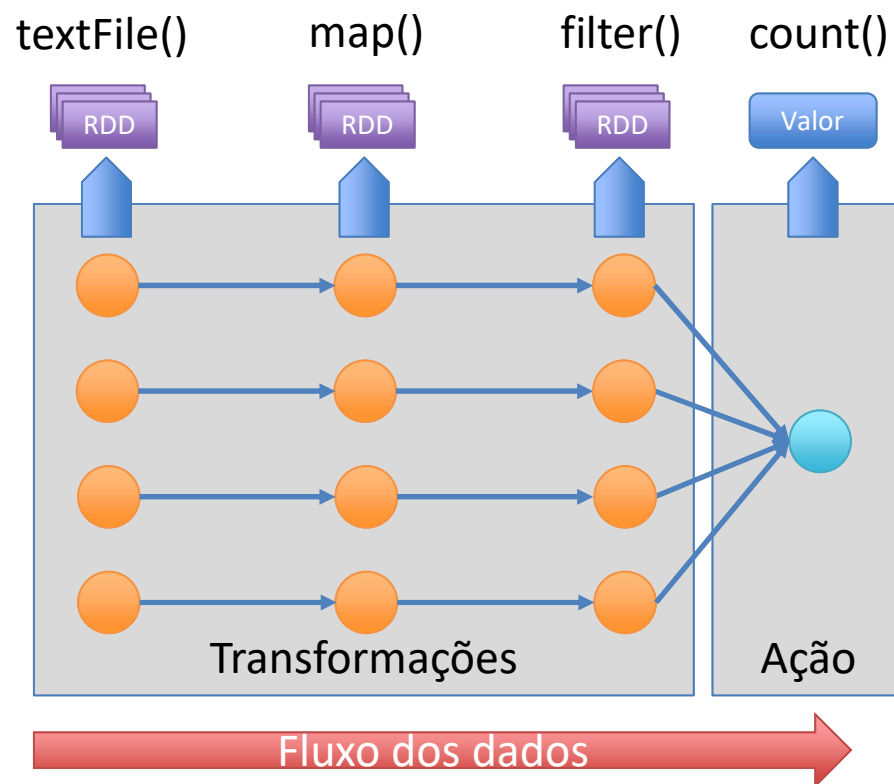 textFile() map() filter() count()
RDD RDD RDD Valor
Transformações Ação
Fluxo dos dados